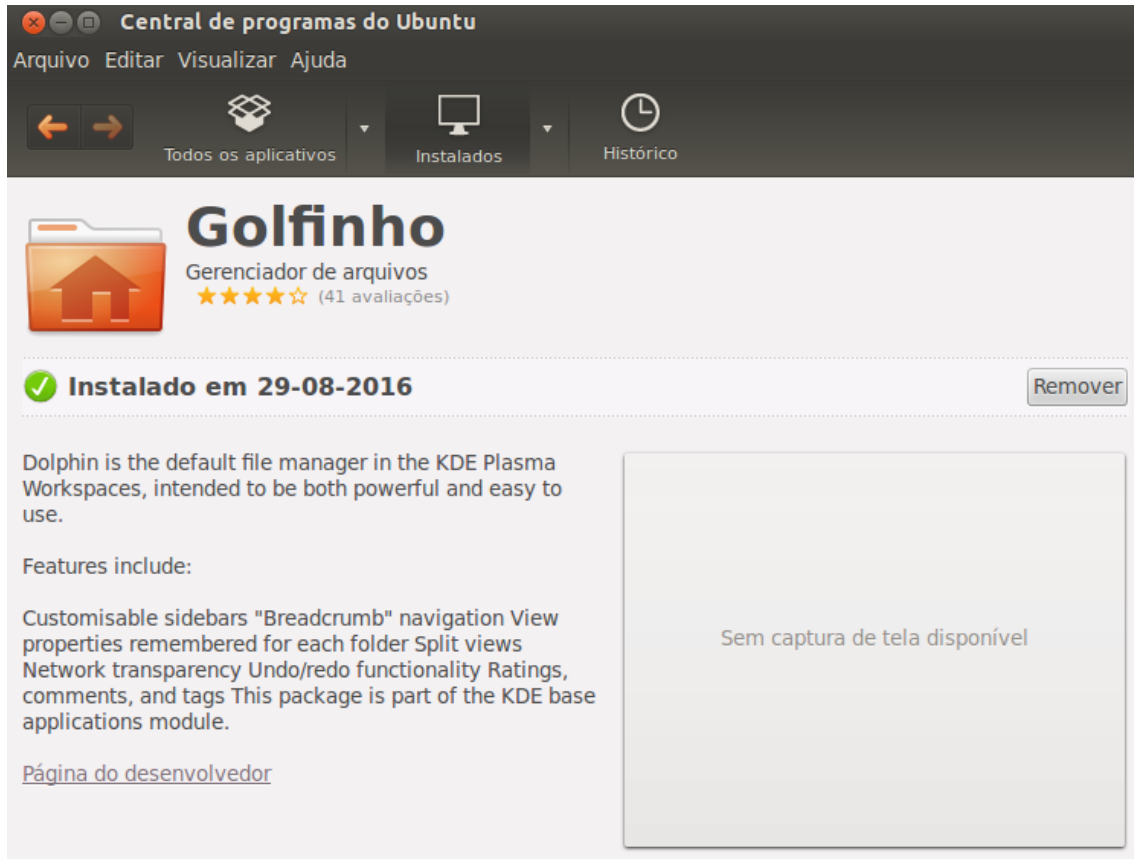 Central de programas do Ubuntu
Arquivo Editar Visualizar Ajuda
Todos os aplicativos
Instalados
Histórico
Golfinho
Gerenciador de arquivos
(41 avaliações)
Instalado em 29-08-2016
Remover
Dolphin is the default file manager in the KDE Plasma
Workspaces, intended to be both powerful and easy to
use.
Features include:
Customisable sidebars "Breadcrumb" navigation View
properties remembered for each folder Split views
Network transparency Undo/redo functionality Ratings,
comments, and tags This package is part of the KDE base
applications module.
Página do desenvolvedor
Sem captura de tela disponível